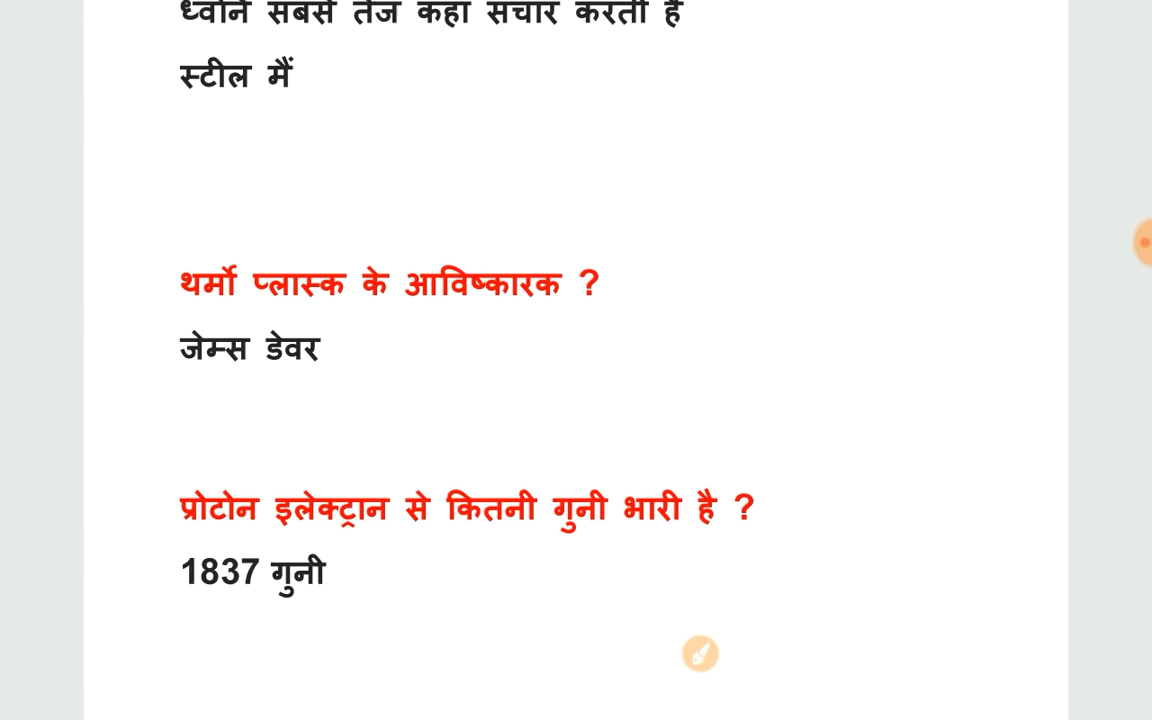 ध्वनि सबसे तेज कहा संचार करती है
स्टील मैं
थर्मो प्लास्क के आविष्कारक ?
जेम्स डेवर
प्रोटोन इलेक्ट्रान से कितनी गुनी भारी है ?
1837 गुनी